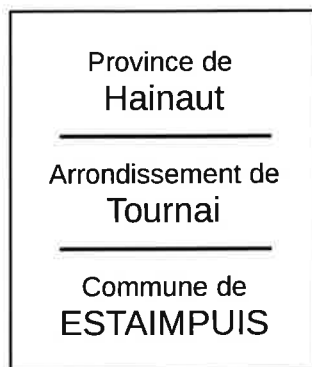 Province de
Hainaut
Arrondissement de
Tournai
Commune de
ESTAIMPUIS